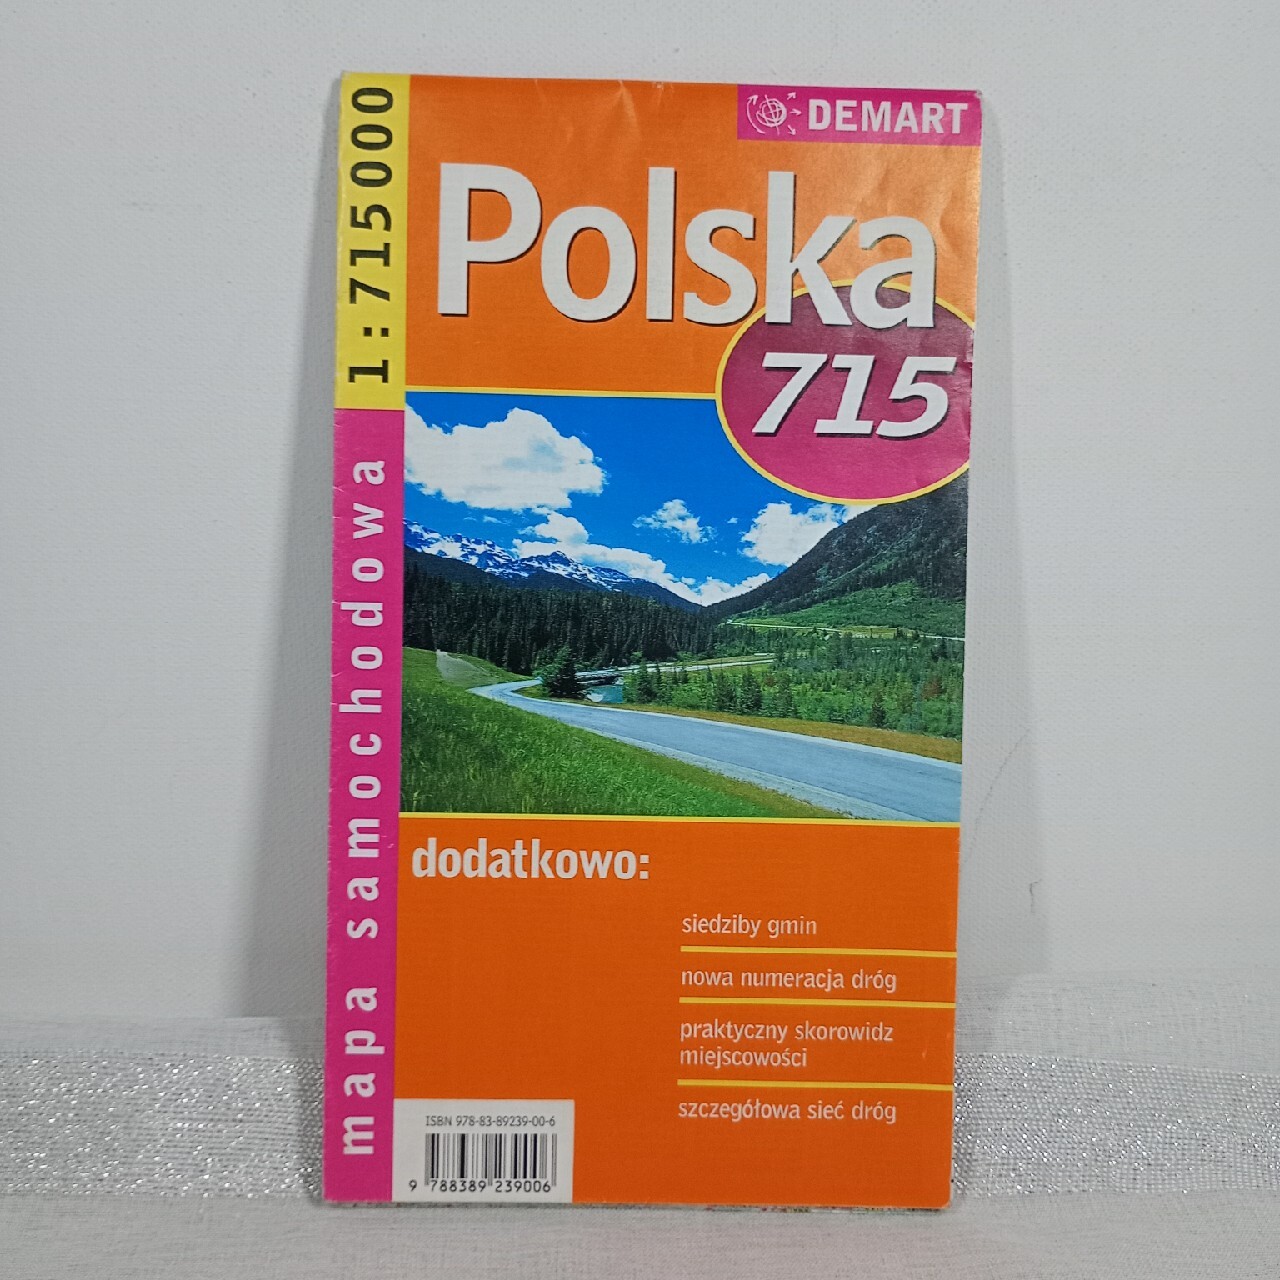 DEMART
Polska
715
1:715000
mapa samochodowa
dodatkowo:
siedziby gmin
nowa numeracja dróg
praktyczny skorowidz
miejscowości
szczegółowa sieć dróg
ISBN 978-83-89239-00-6
9 788389 239006